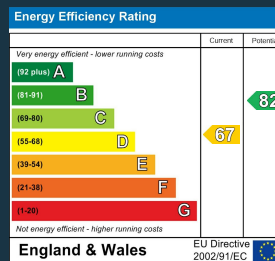 Energy Efficiency Rating
Current
Very energy efficient - lower running costs
(92 plus) A
(81-91) B
82
(69-80) C
(55-68) D
67
(39-54) E
(21-38) F
(1-20) G
Not energy efficient - higher running costs
England & Wales
EU Directive
2002/91/EC